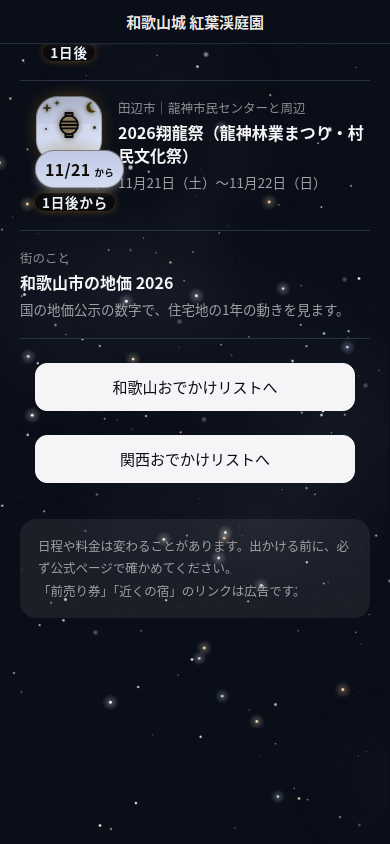 和歌山城 紅葉渓庭園
1日後
田辺市｜龍神市民センターと周辺
2026翔龍祭（龍神林業まつり・村
民文化祭）
11/21 から
11月21日（土）〜11月22日（日）
1日後から
街のこと
和歌山市の地価 2026
国の地価公示の数字で、住宅地の1年の動きを見ます。
和歌山おでかけリストへ
関西おでかけリストへ
日程や料金は変わることがあります。出かける前に、必
ず公式ページで確かめてください。
「前売り券」「近くの宿」のリンクは広告です。